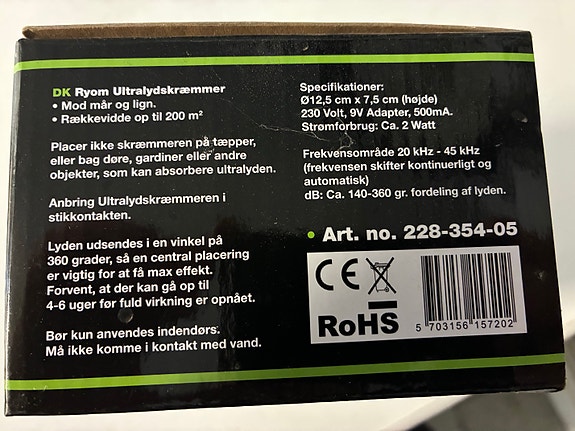 DK Ryom Ultralydskræmmer
• Mod mår og lign.
• Rækkevidde op til 200 m²
Placer ikke skræmmeren på tæpper,
eller bag døre, gardiner eller andre
objekter, som kan absorbere ultralyden.
Anbring Ultralydskræmmeren i
stikkontakten.
Lyden udsendes i en vinkel på
360 grader, så en central placering
er vigtig for at få max effekt.
Forvent, at der kan gå op til
4-6 uger før fuld virkning er opnået.
Bør kun anvendes indendørs.
Må ikke komme i kontakt med vand.
Specifikationer:
Ø12,5 cm x 7,5 cm (højde)
230 Volt, 9V Adapter, 500mA.
Strømforbrug: Ca. 2 Watt
Frekvensområde 20 kHz - 45 kHz
(frekvensen skifter kontinuerligt og
automatisk)
dB: Ca. 140-360 gr. fordeling af lyden.
• Art. no. 228-354-05
CE
RoHS
5 703156 157202